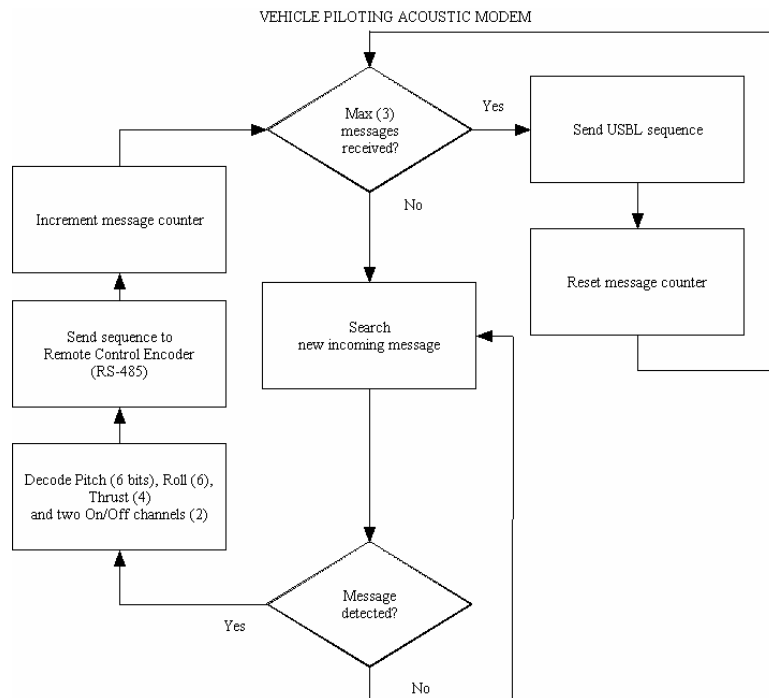 VEHICLE PILOTING ACOUSTIC MODEM
Max (3)
messages
received?
Yes
Send USBL sequence
No
Increment message counter
Reset message counter
Search
new incoming message
Send sequence to
Remote Control Encoder
(RS-485)
Decode Pitch (6 bits), Roll (6),
Thrust (4)
and two On/Off channels (2)
Message
detected?
Yes
No